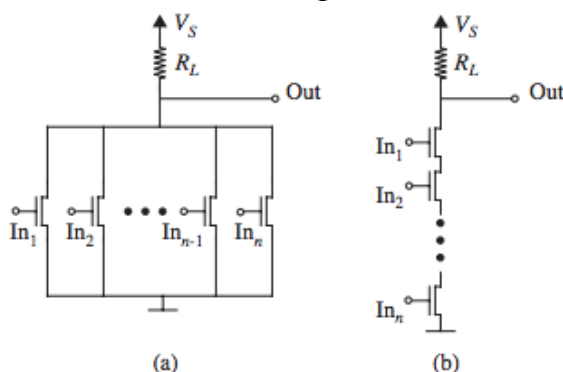 V_S V_S
R_L R_L
Out Out
In_1
In_2
In_1 In_2 In_{n-1} In_n
In_n
(a) (b)